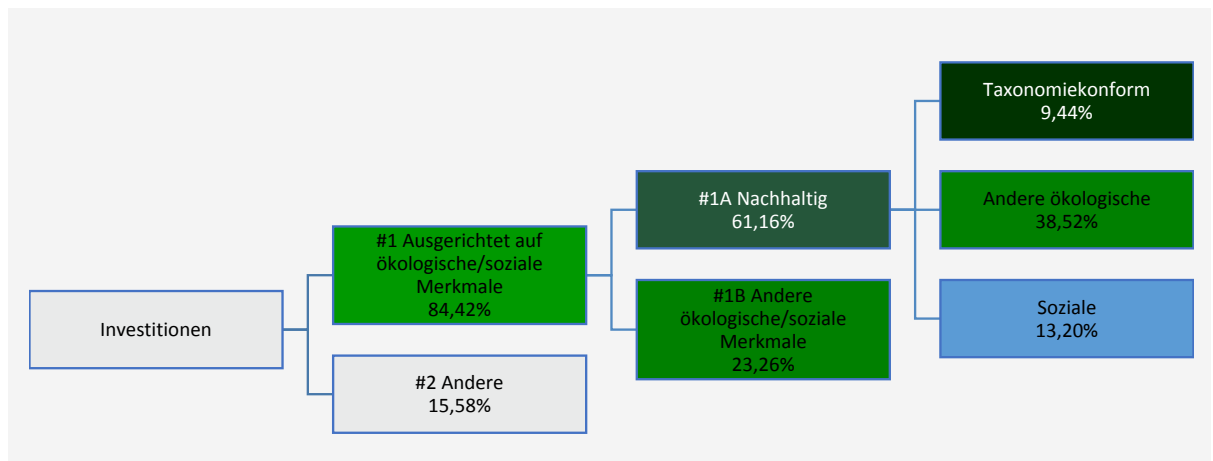 Investitionen
#1 Ausgerichtet auf
ökologische/soziale
Merkmale
84,42%
#2 Andere
15,58%
#1A Nachhaltig
61,16%
#1B Andere
ökologische/soziale
Merkmale
23,26%
Taxonomiekonform
9,44%
Andere ökologische
38,52%
Soziale
13,20%